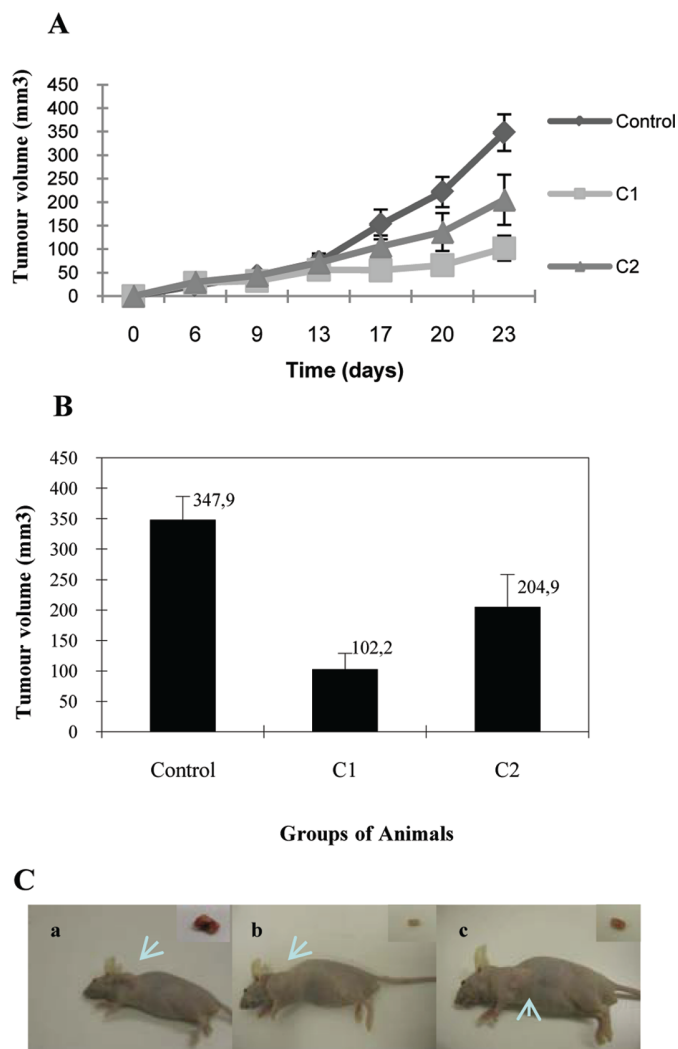 A
Tumour volume (mm3)
450
400
350
300
250
200
150
100
50
0
0 6 9 13 17 20 23
Time (days)
Control
C1
C2
B
Tumour volume (mm3)
450
400
350
300
250
200
150
100
50
0
347,9
102,2
204,9
Control C1 C2
Groups of Animals
C
a b c